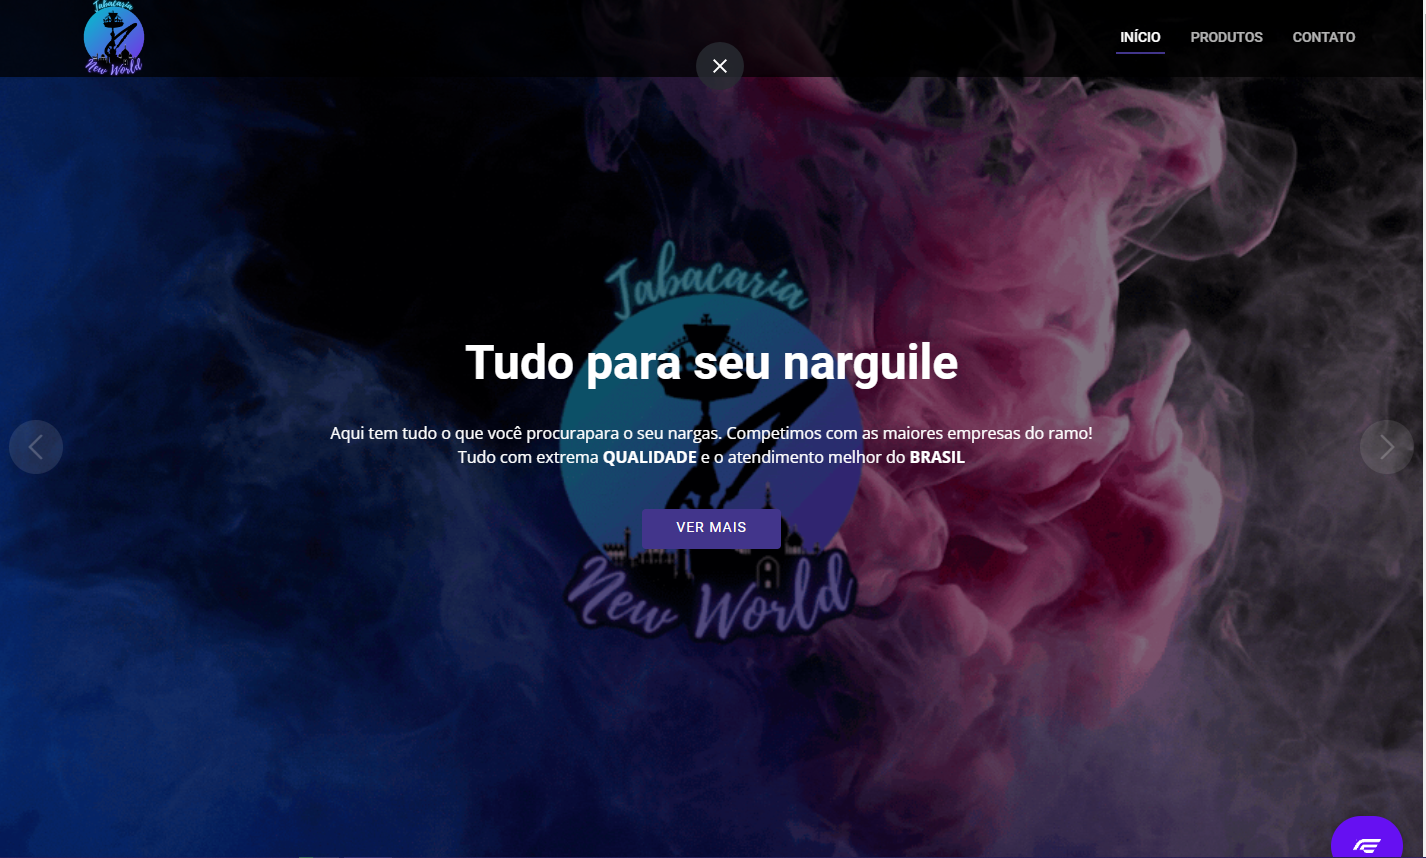 Tabacaria
New World
INÍCIO
PRODUTOS
CONTATO
Tabacaria
Tudo para seu narguile
Aqui tem tudo o que você procurapara o seu nargas. Competimos com as maiores empresas do ramo!
Tudo com extrema QUALIDADE e o atendimento melhor do BRASIL
VER MAIS
New World